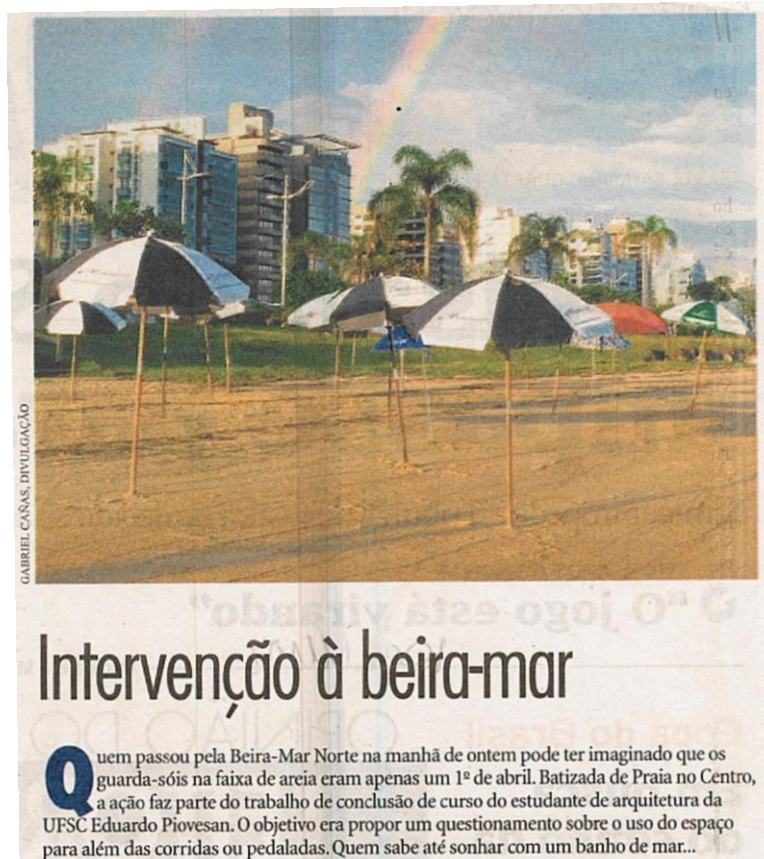 GABRIEL CAÑAS, DIVULGAÇÃO
Intervenção à beira-mar
Quem passou pela Beira-Mar Norte na manhã de ontem pode ter imaginado que os
guarda-sóis na faixa de areia eram apenas um 1º de abril. Batizada de Praia no Centro,
a ação faz parte do trabalho de conclusão de curso do estudante de arquitetura da
UFSC Eduardo Piovesan. O objetivo era propor um questionamento sobre o uso do espaço
para além das corridas ou pedaladas. Quem sabe até sonhar com um banho de mar...